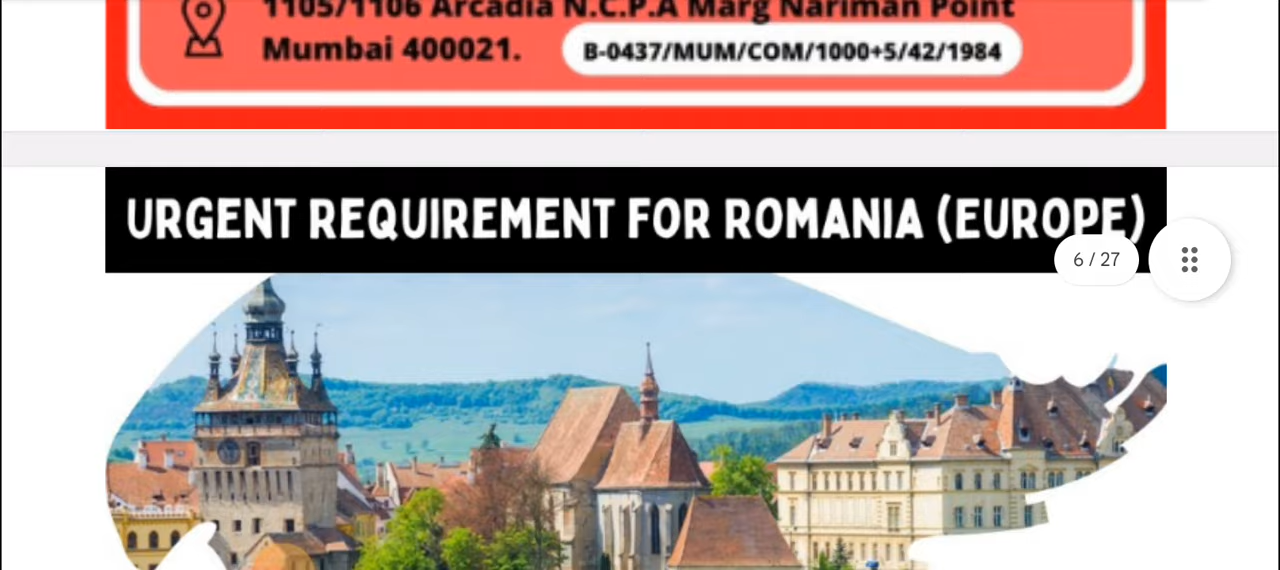 1105/1106 Arcadia N.C.P.A Marg Nariman Point
Mumbai 400021. B-0437/MUM/COM/1000+5/42/1984
URGENT REQUIREMENT FOR ROMANIA (EUROPE)
6 / 27